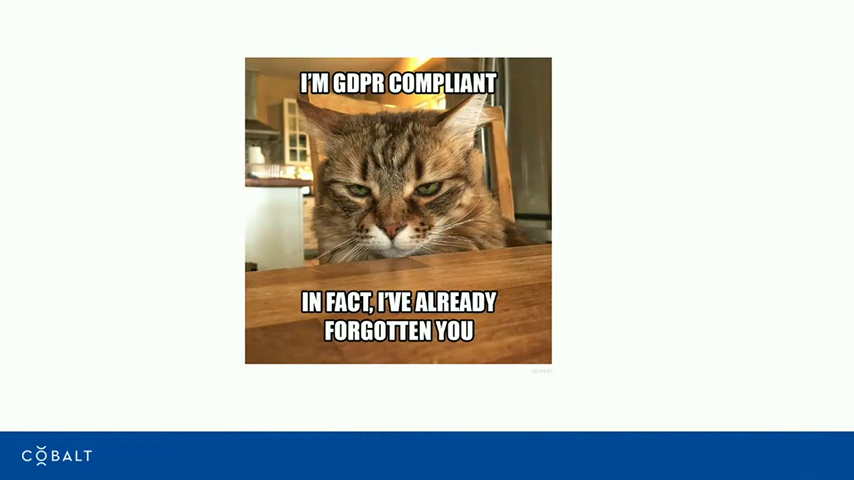 I'M GDPR COMPLIANT
IN FACT, I'VE ALREADY
FORGOTTEN YOU
COBALT